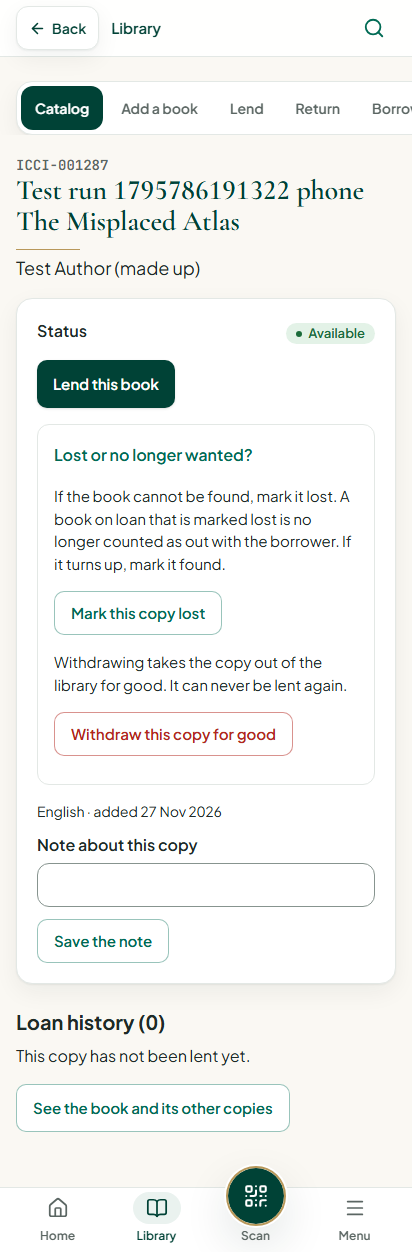 Back Library
Catalog Add a book Lend Return Borrow
ICCI-001287
Test run 1795786191322 phone
The Misplaced Atlas
Test Author (made up)
Status Available
Lend this book
Lost or no longer wanted?
If the book cannot be found, mark it lost. A
book on loan that is marked lost is no
longer counted as out with the borrower. If
it turns up, mark it found.
Mark this copy lost
Withdrawing takes the copy out of the
library for good. It can never be lent again.
Withdraw this copy for good
English · added 27 Nov 2026
Note about this copy
Save the note
Loan history (0)
This copy has not been lent yet.
See the book and its other copies
Home Library Scan Menu